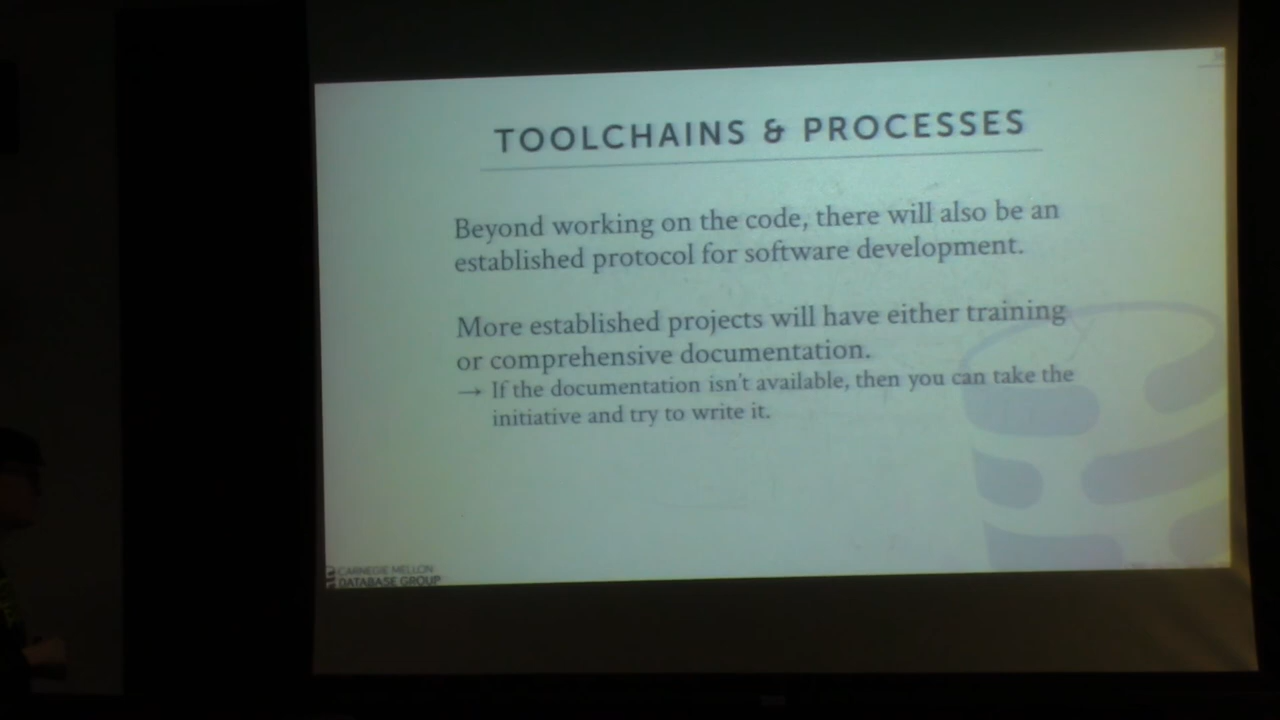 TOOLCHAINS & PROCESSES
Beyond working on the code, there will also be an
established protocol for software development.
More established projects will have either training
or comprehensive documentation.
→ If the documentation isn't available, then you can take the
initiative and try to write it.
CARNEGIE MELLON
DATABASE GROUP